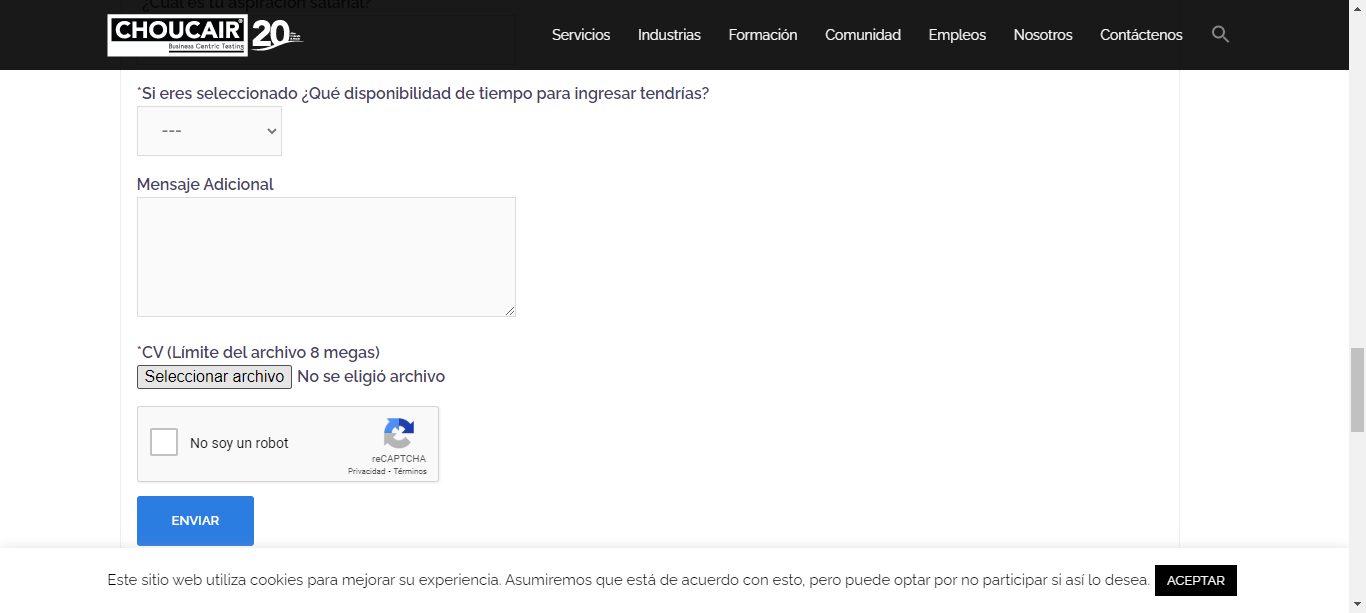 ¿Cuál es tu aspiración salarial?
CHOUCAIR
Business Centric Testing
20
Servicios
Industrias
Formación
Comunidad
Empleos
Nosotros
Contáctenos
*Si eres seleccionado ¿Qué disponibilidad de tiempo para ingresar tendrías?
---
Mensaje Adicional
*CV (Límite del archivo 8 megas)
Seleccionar archivo No se eligió archivo
No soy un robot
reCAPTCHA
Privacidad - Términos
ENVIAR
Este sitio web utiliza cookies para mejorar su experiencia. Asumiremos que está de acuerdo con esto, pero puede optar por no participar si así lo desea. ACEPTAR